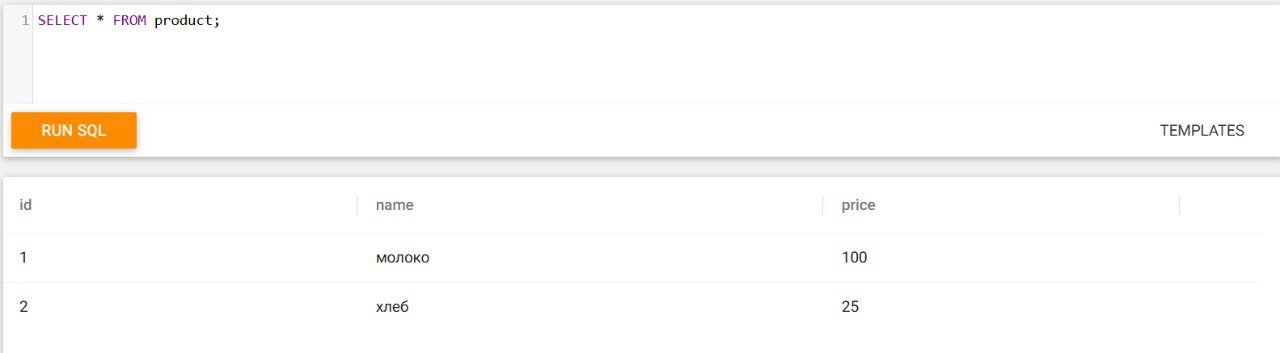 1 SELECT * FROM product;
RUN SQL TEMPLATES
id name price
1 молоко 100
2 хлеб 25